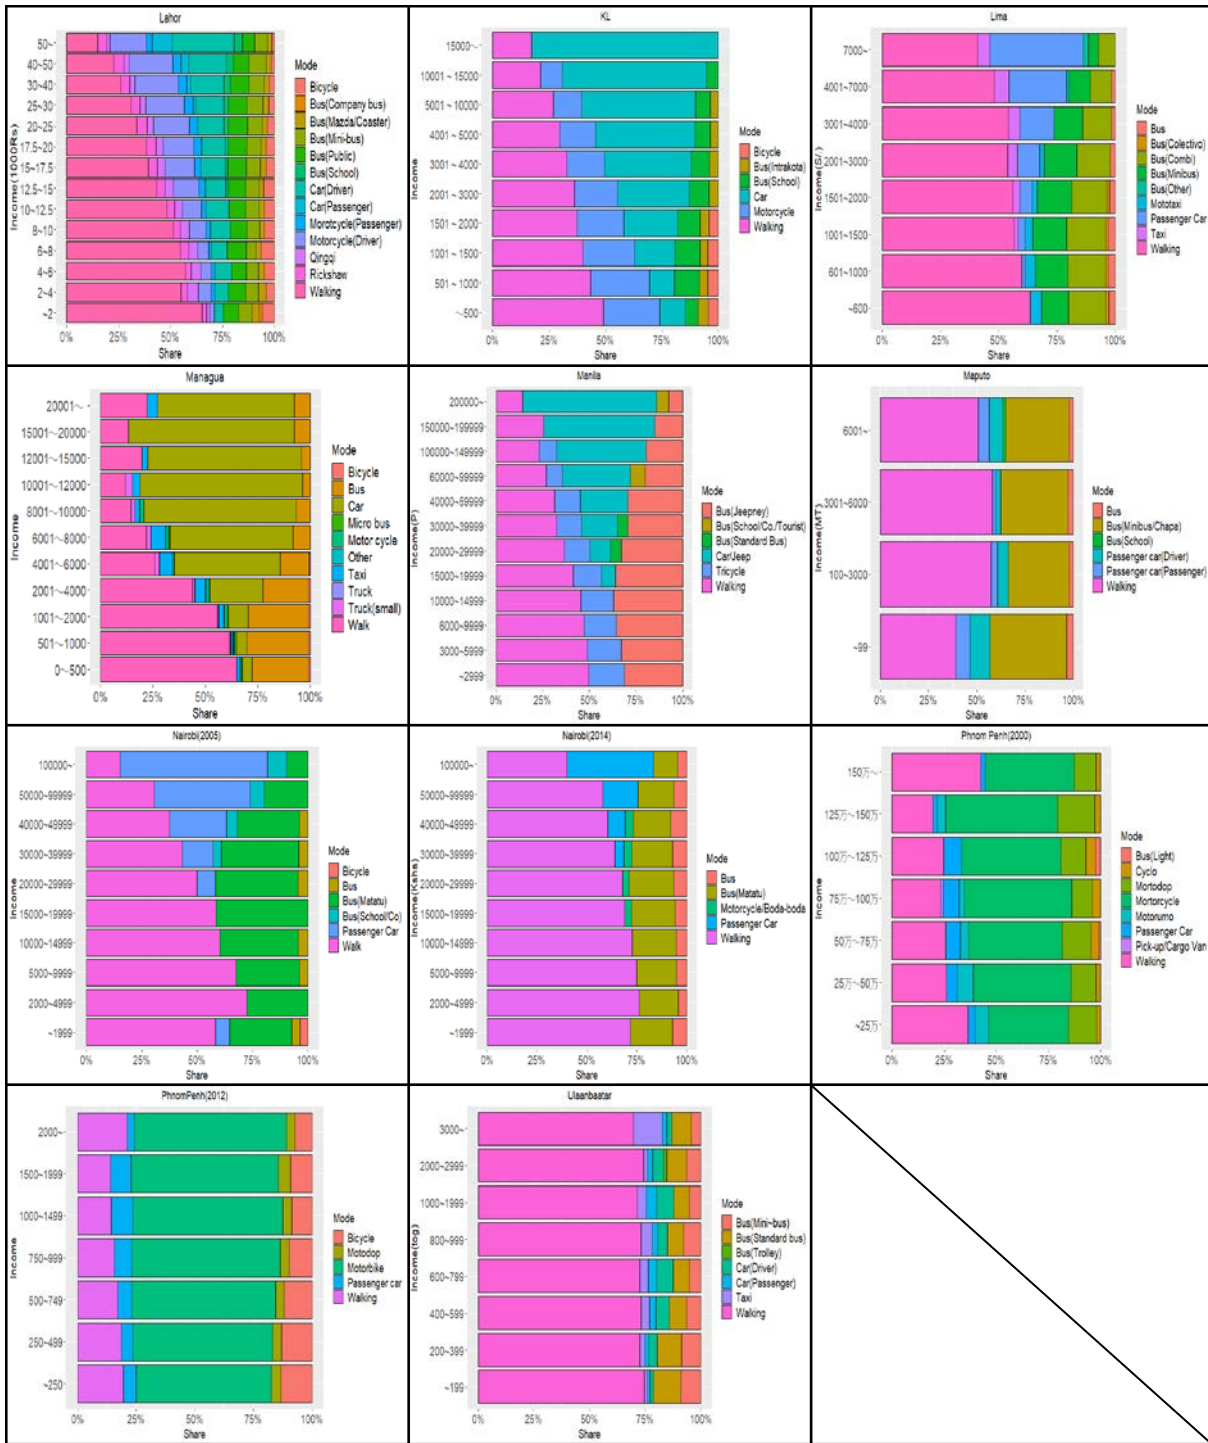 Lahor
Income(1000Rs)
50~
40~50
30~40
25~30
20~25
17.5~20
15~17.5
12.5~15
10~12.5
8~10
6~8
4~6
2~4
~2
0%
25%
50%
75%
100%
Share
Mode
Bicycle
Bus(Company bus)
Bus(Mazda/Coaster)
Bus(Mini-bus)
Bus(Public)
Bus(School)
Car(Driver)
Car(Passenger)
Morotcycle(Passenger)
Motorcycle(Driver)
Qingqi
Rickshaw
Walking
KL
Income
15000~
10001~15000
5001~10000
4001~5000
3001~4000
2001~3000
1501~2000
1001~1500
501~1000
~500
0%
25%
50%
75%
100%
Share
Mode
Bicycle
Bus(Intrakota)
Bus(School)
Car
Motorcycle
Walking
Lima
Income(S/.)
7000~
4001~7000
3001~4000
2001~3000
1501~2000
1001~1500
601~1000
~600
0%
25%
50%
75%
100%
Share
Mode
Bus
Bus(Colectivo)
Bus(Combi)
Bus(Minibus)
Bus(Other)
Mototaxi
Passenger Car
Taxi
Walking
Managua
Income
20001~
15001~20000
12001~15000
10001~12000
8001~10000
6001~8000
4001~6000
2001~4000
1001~2000
501~1000
0~500
0%
25%
50%
75%
100%
Share
Mode
Bicycle
Bus
Car
Micro bus
Motor cycle
Other
Taxi
Truck
Truck(small)
Walk
Manila
Income(P)
200000~
150000~199999
100000~149999
60000~99999
40000~59999
30000~39999
20000~29999
15000~19999
10000~14999
6000~9999
3000~5999
~2999
0%
25%
50%
75%
100%
Share
Mode
Bus(Jeepney)
Bus(School/Co./Tourist)
Bus(Standard Bus)
Car/Jeep
Tricycle
Walking
Maputo
Income(MT)
6001~
3001~6000
100~3000
~99
0%
25%
50%
75%
100%
Share
Mode
Bus
Bus(Minibus/Chapa)
Bus(School)
Passenger car(Driver)
Passenger car(Passenger)
Walking
Nairobi(2005)
Income
100000~
50000~99999
40000~49999
30000~39999
20000~29999
15000~19999
10000~14999
5000~9999
2000~4999
~1999
0%
25%
50%
75%
100%
Share
Mode
Bicycle
Bus
Bus(Matatu)
Bus(School/Co)
Passenger Car
Walk
Nairobi(2014)
Income(Kshs)
100000~
50000~99999
40000~49999
30000~39999
20000~29999
15000~19999
10000~14999
5000~9999
2000~4999
~1999
0%
25%
50%
75%
100%
Share
Mode
Bus
Bus(Matatu)
Motorcycle/Boda-boda
Passenger Car
Walking
Phnom Penh(2000)
Income
150万~
125万~150万
100万~125万
75万~100万
50万~75万
25万~50万
~25万
0%
25%
50%
75%
100%
Share
Mode
Bus(Light)
Cyclo
Mortodop
Mortorcycle
Motorumo
Passenger Car
Pick-up/Cargo Van
Walking
PhnomPenh(2012)
Income
2000~
1500~1999
1000~1499
750~999
500~749
250~499
~250
0%
25%
50%
75%
100%
Share
Mode
Bicycle
Motodop
Motorbike
Passenger car
Walking
Ulaanbaatar
Income(tog)
3000~
2000~2999
1000~1999
800~999
600~799
400~599
200~399
~199
0%
25%
50%
75%
100%
Share
Mode
Bus(Mini-bus)
Bus(Standard bus)
Bus(Trolley)
Car(Driver)
Car(Passenger)
Taxi
Walking